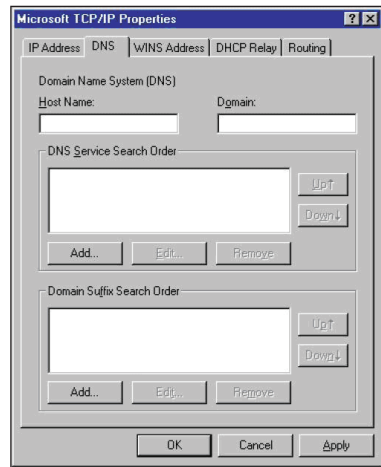 Microsoft TCP/IP Properties
IP Address DNS WINS Address DHCP Relay Routing
Domain Name System (DNS)
Host Name: Domain:
DNS Service Search Order
Up↑
Down↓
Add... Edit... Remove
Domain Suffix Search Order
Up↑
Down↓
Add... Edit... Remove
OK Cancel Apply